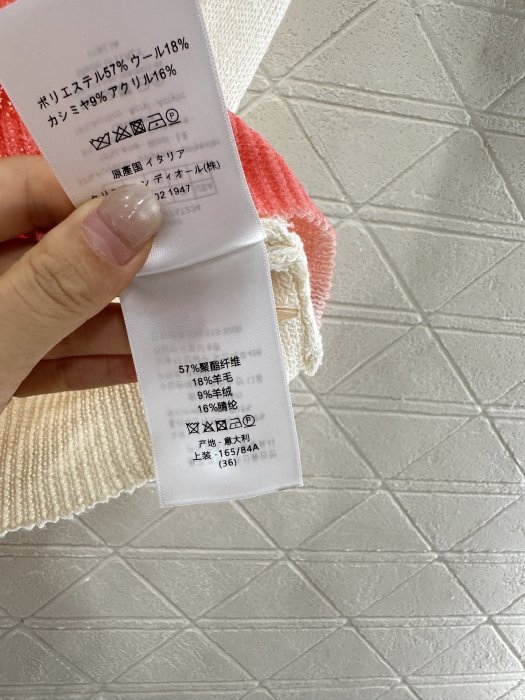 ポリエステル57% ウール18%
カシミヤ9% アクリル16%
原産国 イタリア
ン ディオール(株)
02 1947
57%聚酯纤维
18%羊毛
9%羊绒
16%腈纶
产地 - 意大利
上装 -165/84A
(36)